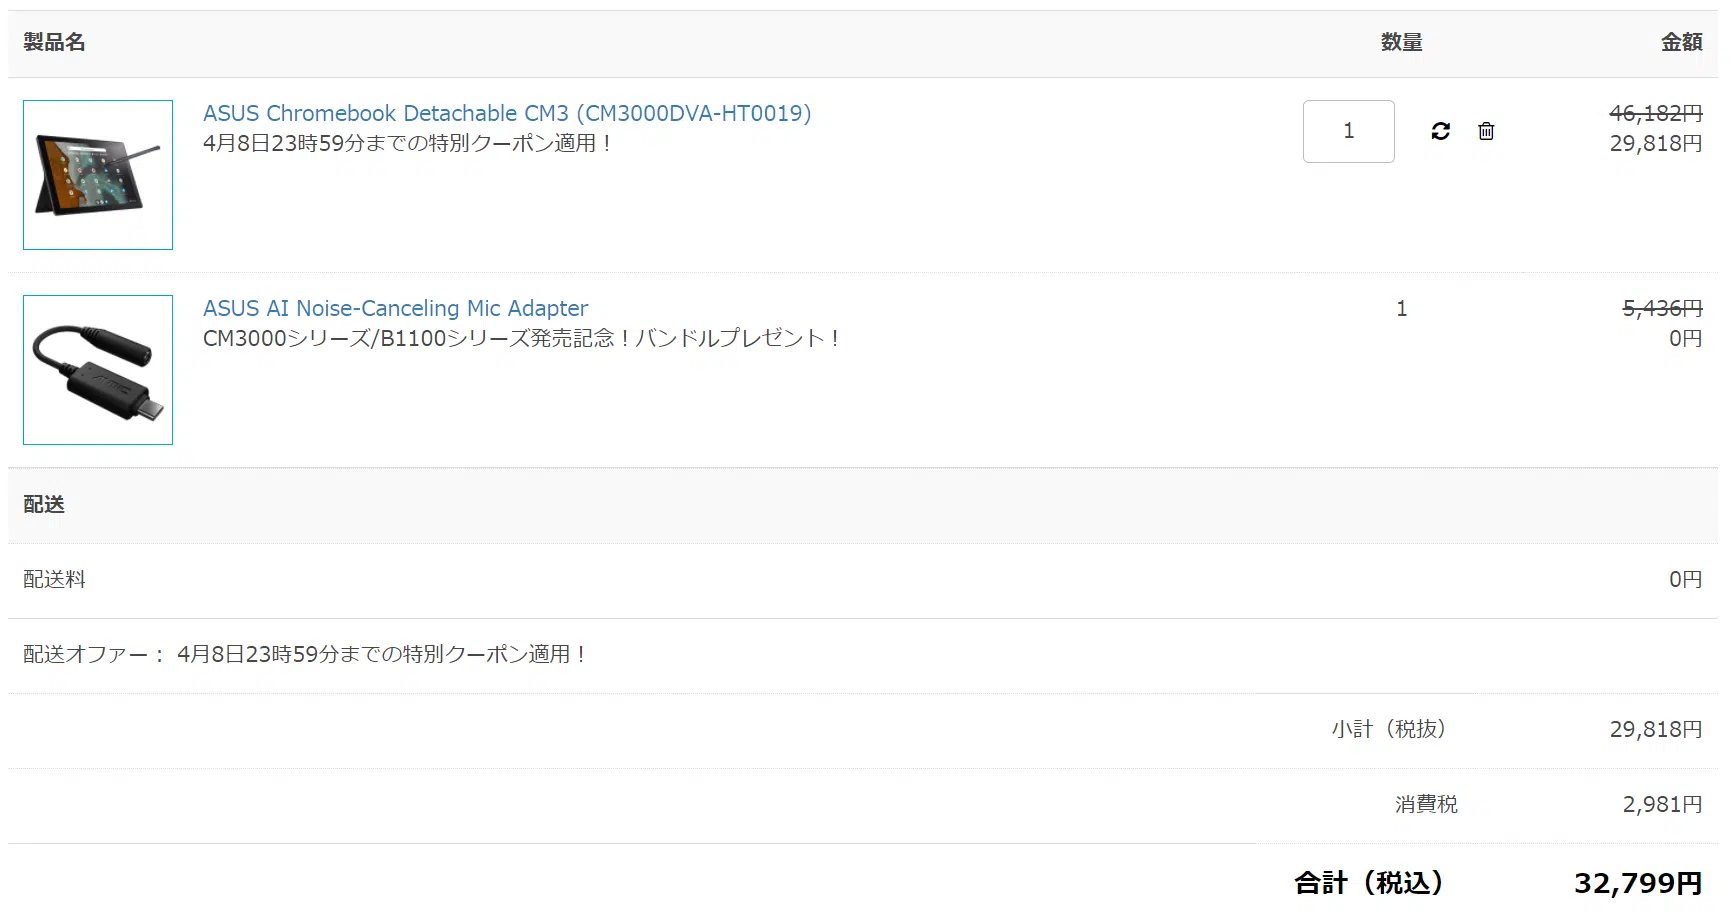 製品名 数量 金額
ASUS Chromebook Detachable CM3 (CM3000DVA-HT0019) 1 46,182円
4月8日23時59分までの特別クーポン適用！ 29,818円
ASUS AI Noise-Canceling Mic Adapter 1 5,436円
CM3000シリーズ/B1100シリーズ発売記念！バンドルプレゼント！ 0円
配送
配送料 0円
配送オファー： 4月8日23時59分までの特別クーポン適用！
小計（税抜） 29,818円
消費税 2,981円
合計（税込） 32,799円